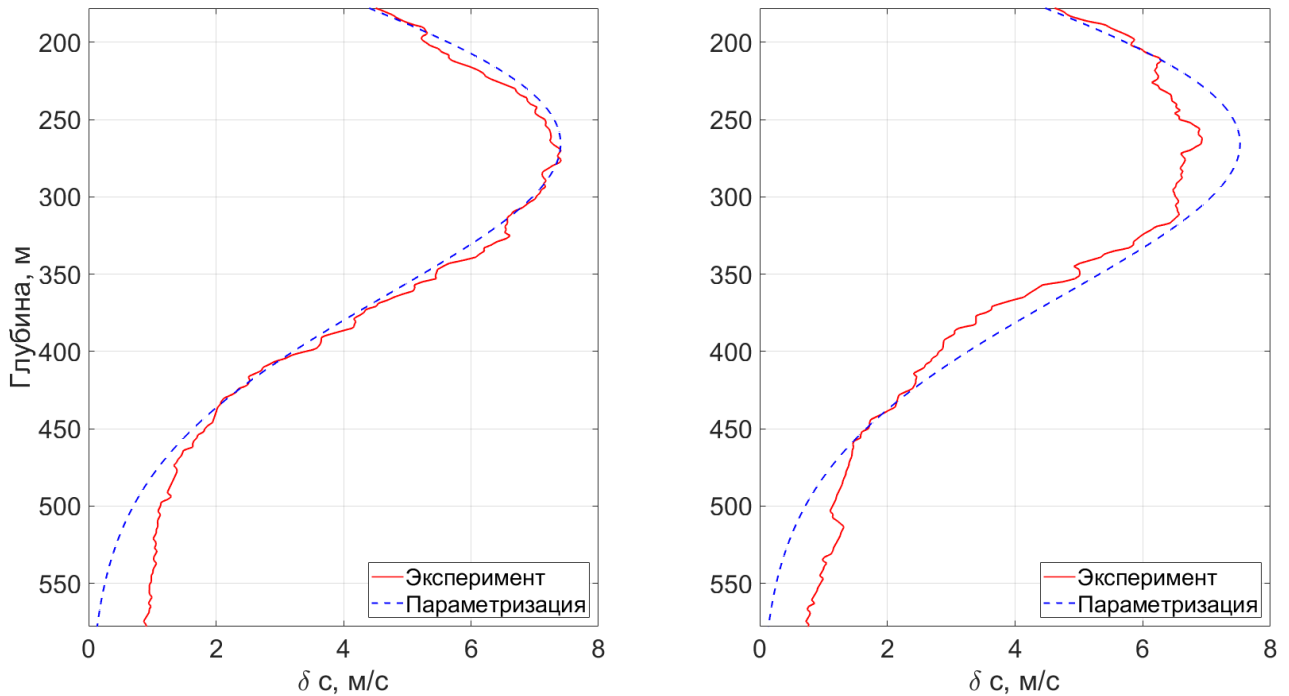 Глубина, м
200
250
300
350
400
450
500
550
0 2 4 6 8
δ c, м/с
Эксперимент
Параметризация
200
250
300
350
400
450
500
550
0 2 4 6 8
δ c, м/с
Эксперимент
Параметризация